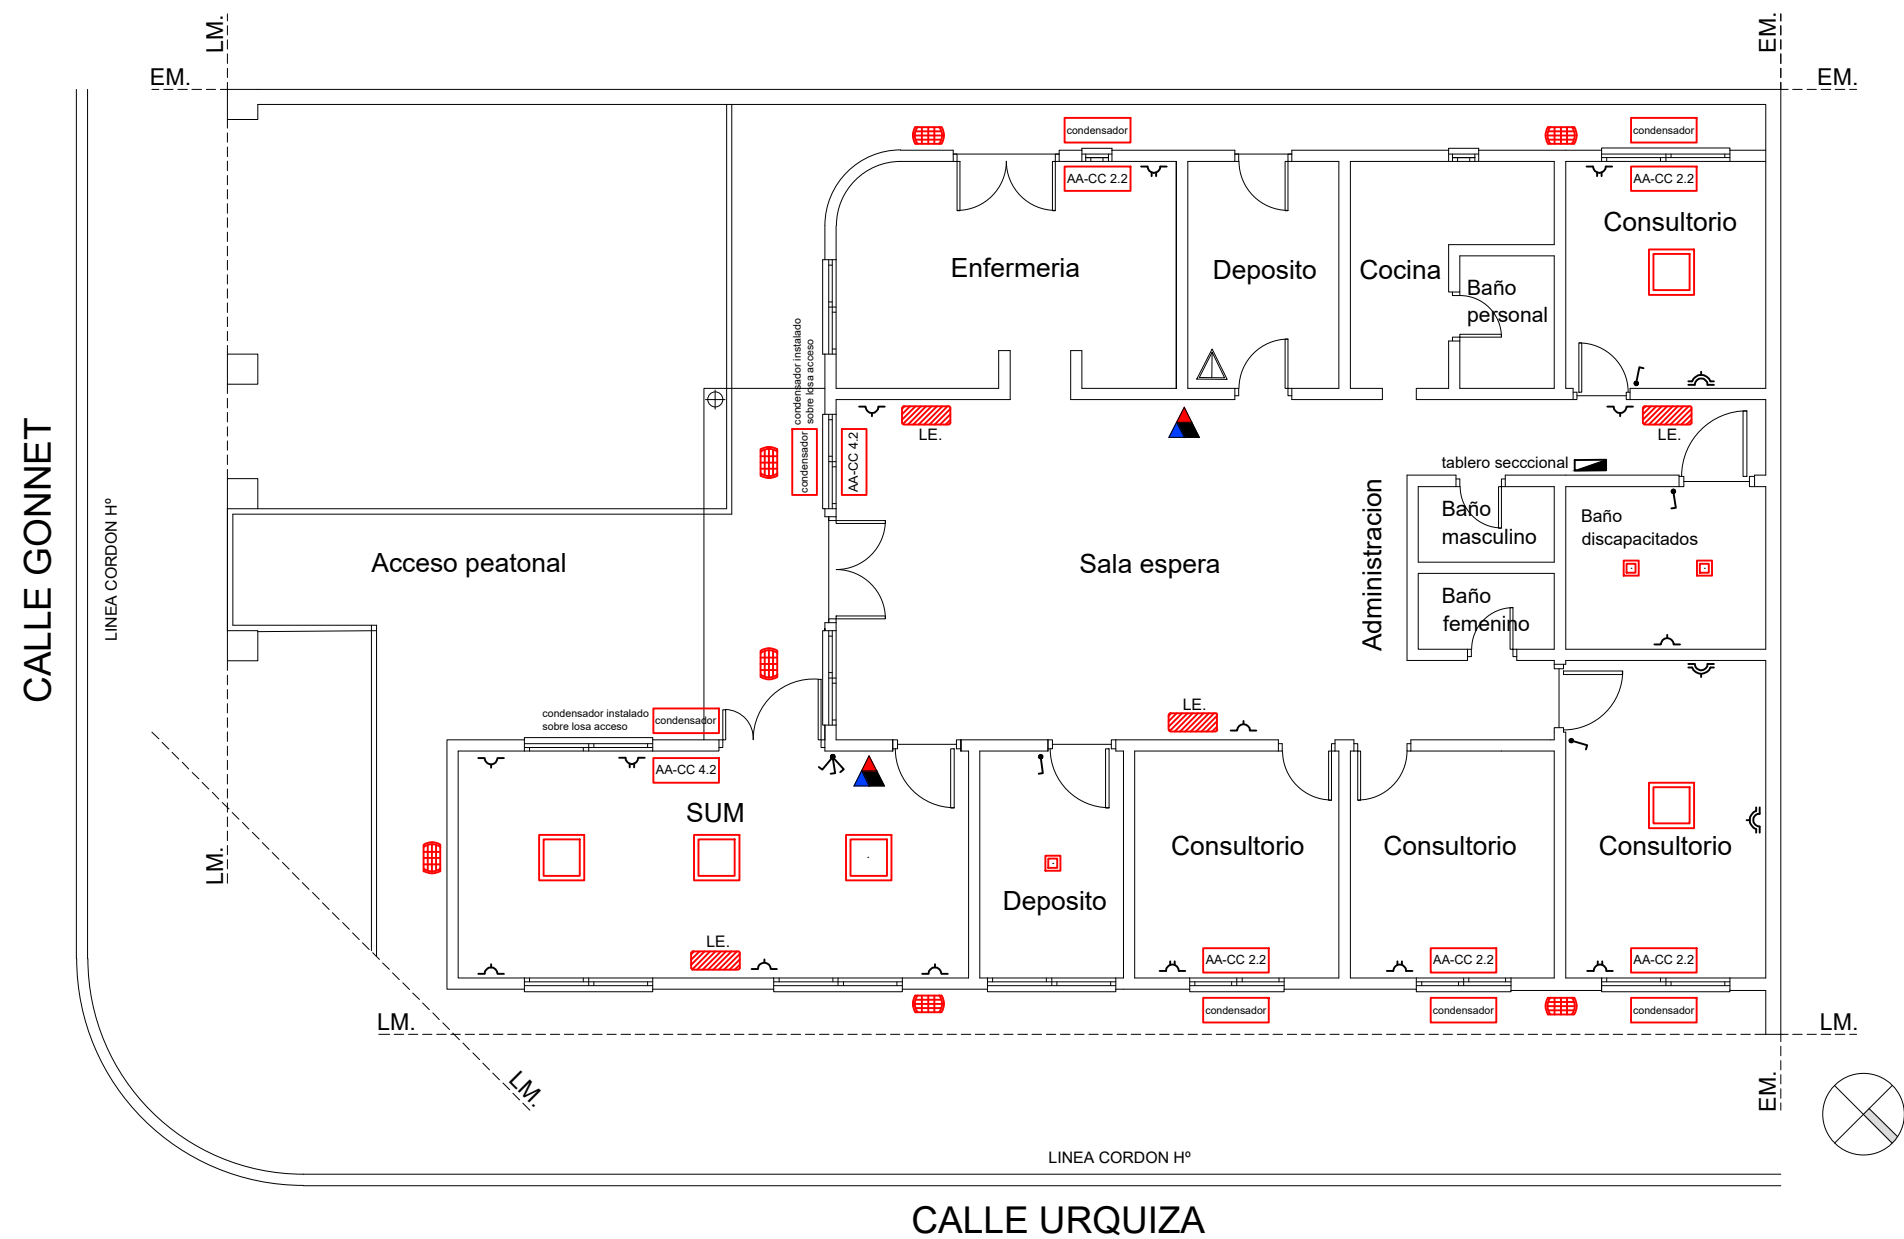 LM.
EM.
EM.
EM.
condensador
condensador
AA-CC 2.2
AA-CC 2.2
Consultorio
Enfermeria
Deposito
Cocina
Baño
personal
condensador instalado
sobre losa acceso
condensador
AA-CC 4.2
LE.
LE.
tablero secccional
CALLE GONNET
LINEA CORDON Hº
Acceso peatonal
Sala espera
Administracion
Baño
masculino
Baño
discapacitados
Baño
femenino
condensador instalado
sobre losa acceso
condensador
LE.
AA-CC 4.2
SUM
LM.
Consultorio
Consultorio
Consultorio
Deposito
LE.
AA-CC 2.2
AA-CC 2.2
AA-CC 2.2
condensador
condensador
condensador
LM.
LM.
LM.
EM.
LINEA CORDON Hº
CALLE URQUIZA